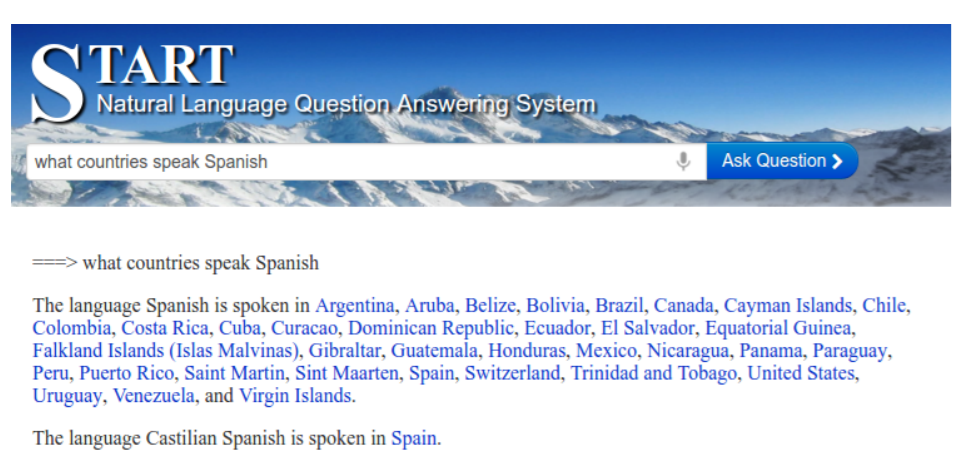 START
Natural Language Question Answering System
what countries speak Spanish
Ask Question
===> what countries speak Spanish
The language Spanish is spoken in Argentina, Aruba, Belize, Bolivia, Brazil, Canada, Cayman Islands, Chile,
Colombia, Costa Rica, Cuba, Curacao, Dominican Republic, Ecuador, El Salvador, Equatorial Guinea,
Falkland Islands (Islas Malvinas), Gibraltar, Guatemala, Honduras, Mexico, Nicaragua, Panama, Paraguay,
Peru, Puerto Rico, Saint Martin, Sint Maarten, Spain, Switzerland, Trinidad and Tobago, United States,
Uruguay, Venezuela, and Virgin Islands.
The language Castilian Spanish is spoken in Spain.